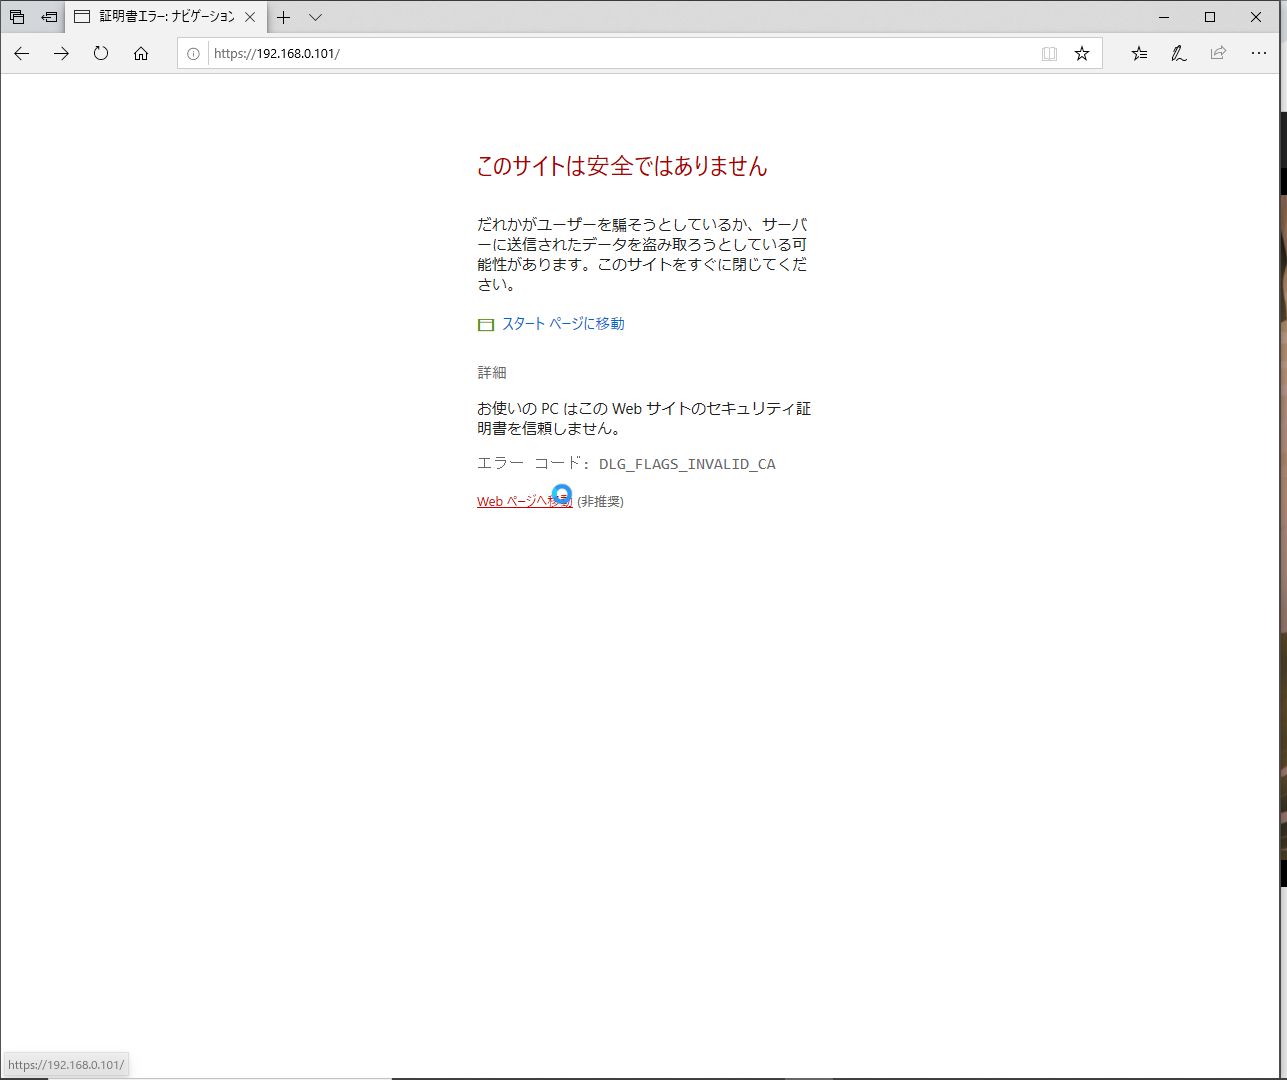 証明書エラー: ナビゲーション
https://192.168.0.101/
このサイトは安全ではありません
だれかがユーザーを騙そうとしているか、サーバ
ーに送信されたデータを盗み取ろうとしている可
能性があります。このサイトをすぐに閉じてくだ
さい。
スタート ページに移動
詳細
お使いの PC はこの Web サイトのセキュリティ証
明書を信頼しません。
エラー コード: DLG_FLAGS_INVALID_CA
Web ページへ移動 (非推奨)
https://192.168.0.101/